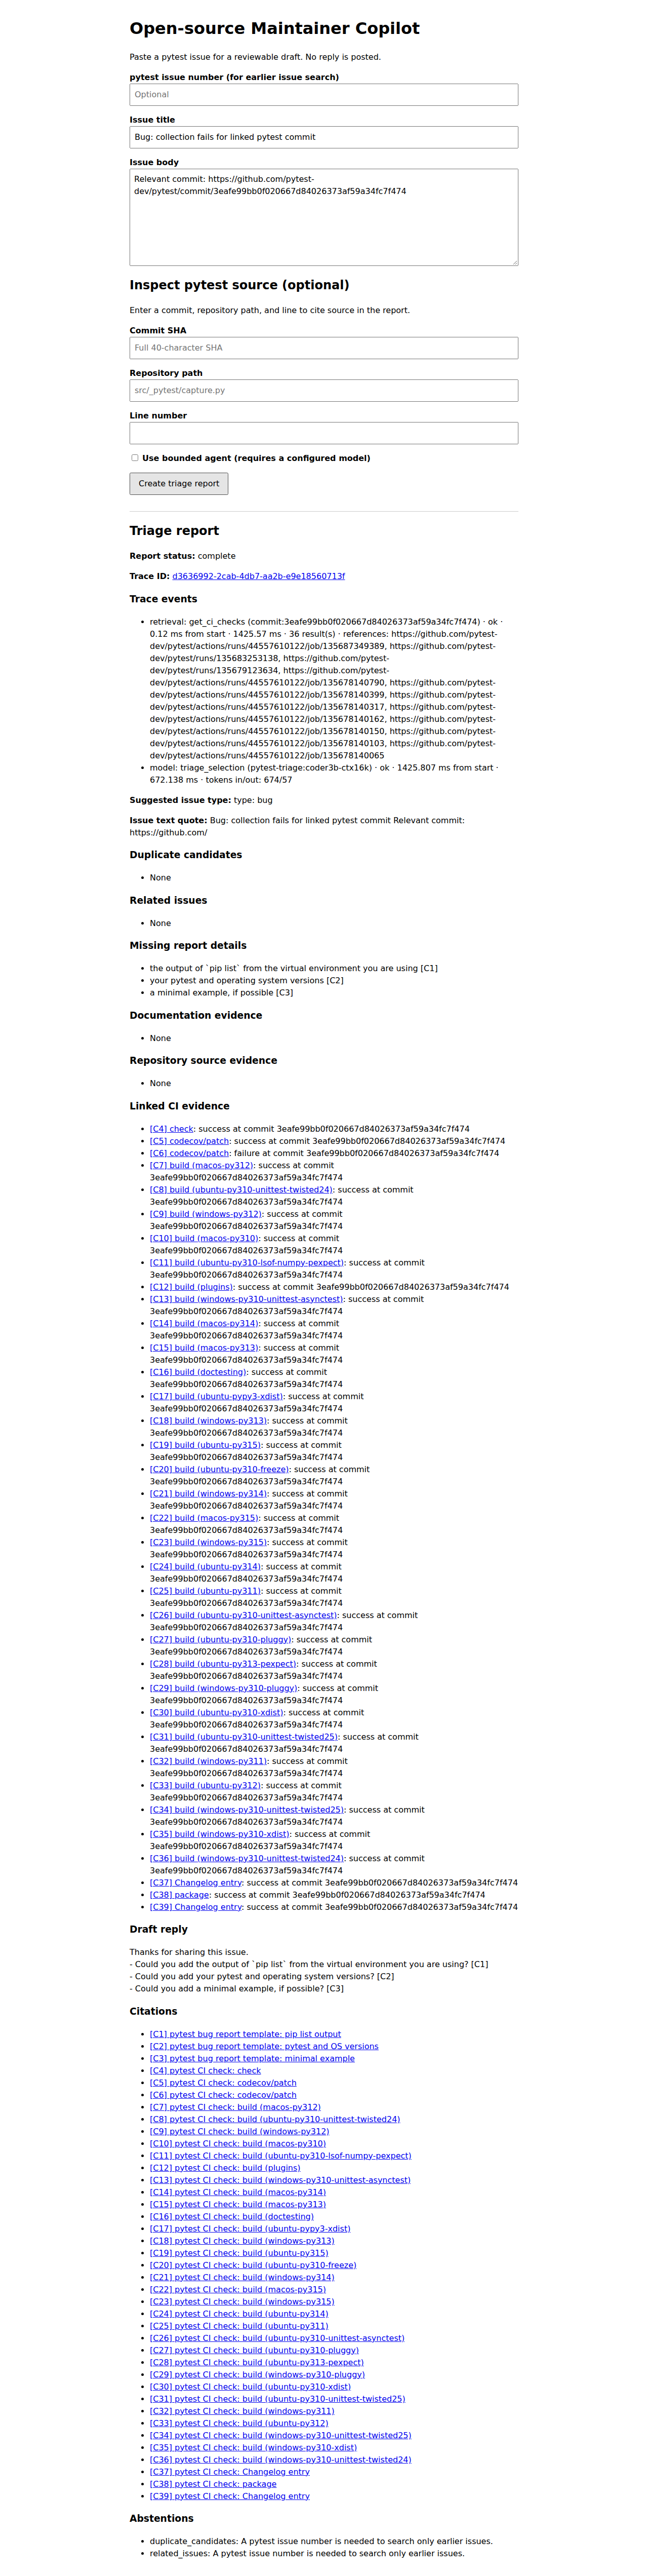 Open-source Maintainer Copilot
Paste a pytest issue for a reviewable draft. No reply is posted.
pytest issue number (for earlier issue search)
Optional
Issue title
Bug: collection fails for linked pytest commit
Issue body
Relevant commit: https://github.com/pytest-
dev/pytest/commit/3eafe99bb0f020667d84026373af59a34fc7f474
Inspect pytest source (optional)
Enter a commit, repository path, and line to cite source in the report.
Commit SHA
Full 40-character SHA
Repository path
src/_pytest/capture.py
Line number
Use bounded agent (requires a configured model)
Create triage report
Triage report
Report status: complete
Trace ID: d3636992-2cab-4db7-aa2b-e9e18560713f
Trace events
• retrieval: get_ci_checks (commit:3eafe99bb0f020667d84026373af59a34fc7f474) · ok ·
0.12 ms from start · 1425.57 ms · 36 result(s) · references: https://github.com/pytest-
dev/pytest/actions/runs/44557610122/job/135687349389, https://github.com/pytest-
dev/pytest/runs/135683253138, https://github.com/pytest-
dev/pytest/runs/135679123634, https://github.com/pytest-
dev/pytest/actions/runs/44557610122/job/135678140790, https://github.com/pytest-
dev/pytest/actions/runs/44557610122/job/135678140399, https://github.com/pytest-
dev/pytest/actions/runs/44557610122/job/135678140317, https://github.com/pytest-
dev/pytest/actions/runs/44557610122/job/135678140162, https://github.com/pytest-
dev/pytest/actions/runs/44557610122/job/135678140150, https://github.com/pytest-
dev/pytest/actions/runs/44557610122/job/135678140103, https://github.com/pytest-
dev/pytest/actions/runs/44557610122/job/135678140065
• model: triage_selection (pytest-triage:coder3b-ctx16k) · ok · 1425.807 ms from start ·
672.138 ms · tokens in/out: 674/57
Suggested issue type: type: bug
Issue text quote: Bug: collection fails for linked pytest commit Relevant commit:
https://github.com/
Duplicate candidates
• None
Related issues
• None
Missing report details
• the output of `pip list` from the virtual environment you are using [C1]
• your pytest and operating system versions [C2]
• a minimal example, if possible [C3]
Documentation evidence
• None
Repository source evidence
• None
Linked CI evidence
• [C4] check: success at commit 3eafe99bb0f020667d84026373af59a34fc7f474
• [C5] codecov/patch: success at commit 3eafe99bb0f020667d84026373af59a34fc7f474
• [C6] codecov/patch: failure at commit 3eafe99bb0f020667d84026373af59a34fc7f474
• [C7] build (macos-py312): success at commit
3eafe99bb0f020667d84026373af59a34fc7f474
• [C8] build (ubuntu-py310-unittest-twisted24): success at commit
3eafe99bb0f020667d84026373af59a34fc7f474
• [C9] build (windows-py312): success at commit
3eafe99bb0f020667d84026373af59a34fc7f474
• [C10] build (macos-py310): success at commit
3eafe99bb0f020667d84026373af59a34fc7f474
• [C11] build (ubuntu-py310-lsof-numpy-pexpect): success at commit
3eafe99bb0f020667d84026373af59a34fc7f474
• [C12] build (plugins): success at commit 3eafe99bb0f020667d84026373af59a34fc7f474
• [C13] build (windows-py310-unittest-asynctest): success at commit
3eafe99bb0f020667d84026373af59a34fc7f474
• [C14] build (macos-py314): success at commit
3eafe99bb0f020667d84026373af59a34fc7f474
• [C15] build (macos-py313): success at commit
3eafe99bb0f020667d84026373af59a34fc7f474
• [C16] build (doctesting): success at commit
3eafe99bb0f020667d84026373af59a34fc7f474
• [C17] build (ubuntu-pypy3-xdist): success at commit
3eafe99bb0f020667d84026373af59a34fc7f474
• [C18] build (windows-py313): success at commit
3eafe99bb0f020667d84026373af59a34fc7f474
• [C19] build (ubuntu-py315): success at commit
3eafe99bb0f020667d84026373af59a34fc7f474
• [C20] build (ubuntu-py310-freeze): success at commit
3eafe99bb0f020667d84026373af59a34fc7f474
• [C21] build (windows-py314): success at commit
3eafe99bb0f020667d84026373af59a34fc7f474
• [C22] build (macos-py315): success at commit
3eafe99bb0f020667d84026373af59a34fc7f474
• [C23] build (windows-py315): success at commit
3eafe99bb0f020667d84026373af59a34fc7f474
• [C24] build (ubuntu-py314): success at commit
3eafe99bb0f020667d84026373af59a34fc7f474
• [C25] build (ubuntu-py311): success at commit
3eafe99bb0f020667d84026373af59a34fc7f474
• [C26] build (ubuntu-py310-unittest-asynctest): success at commit
3eafe99bb0f020667d84026373af59a34fc7f474
• [C27] build (ubuntu-py310-pluggy): success at commit
3eafe99bb0f020667d84026373af59a34fc7f474
• [C28] build (ubuntu-py313-pexpect): success at commit
3eafe99bb0f020667d84026373af59a34fc7f474
• [C29] build (windows-py310-pluggy): success at commit
3eafe99bb0f020667d84026373af59a34fc7f474
• [C30] build (ubuntu-py310-xdist): success at commit
3eafe99bb0f020667d84026373af59a34fc7f474
• [C31] build (ubuntu-py310-unittest-twisted25): success at commit
3eafe99bb0f020667d84026373af59a34fc7f474
• [C32] build (windows-py311): success at commit
3eafe99bb0f020667d84026373af59a34fc7f474
• [C33] build (ubuntu-py312): success at commit
3eafe99bb0f020667d84026373af59a34fc7f474
• [C34] build (windows-py310-unittest-twisted25): success at commit
3eafe99bb0f020667d84026373af59a34fc7f474
• [C35] build (windows-py310-xdist): success at commit
3eafe99bb0f020667d84026373af59a34fc7f474
• [C36] build (windows-py310-unittest-twisted24): success at commit
3eafe99bb0f020667d84026373af59a34fc7f474
• [C37] Changelog entry: success at commit 3eafe99bb0f020667d84026373af59a34fc7f474
• [C38] package: success at commit 3eafe99bb0f020667d84026373af59a34fc7f474
• [C39] Changelog entry: success at commit 3eafe99bb0f020667d84026373af59a34fc7f474
Draft reply
Thanks for sharing this issue.
- Could you add the output of `pip list` from the virtual environment you are using? [C1]
- Could you add your pytest and operating system versions? [C2]
- Could you add a minimal example, if possible? [C3]
Citations
• [C1] pytest bug report template: pip list output
• [C2] pytest bug report template: pytest and OS versions
• [C3] pytest bug report template: minimal example
• [C4] pytest CI check: check
• [C5] pytest CI check: codecov/patch
• [C6] pytest CI check: codecov/patch
• [C7] pytest CI check: build (macos-py312)
• [C8] pytest CI check: build (ubuntu-py310-unittest-twisted24)
• [C9] pytest CI check: build (windows-py312)
• [C10] pytest CI check: build (macos-py310)
• [C11] pytest CI check: build (ubuntu-py310-lsof-numpy-pexpect)
• [C12] pytest CI check: build (plugins)
• [C13] pytest CI check: build (windows-py310-unittest-asynctest)
• [C14] pytest CI check: build (macos-py314)
• [C15] pytest CI check: build (macos-py313)
• [C16] pytest CI check: build (doctesting)
• [C17] pytest CI check: build (ubuntu-pypy3-xdist)
• [C18] pytest CI check: build (windows-py313)
• [C19] pytest CI check: build (ubuntu-py315)
• [C20] pytest CI check: build (ubuntu-py310-freeze)
• [C21] pytest CI check: build (windows-py314)
• [C22] pytest CI check: build (macos-py315)
• [C23] pytest CI check: build (windows-py315)
• [C24] pytest CI check: build (ubuntu-py314)
• [C25] pytest CI check: build (ubuntu-py311)
• [C26] pytest CI check: build (ubuntu-py310-unittest-asynctest)
• [C27] pytest CI check: build (ubuntu-py310-pluggy)
• [C28] pytest CI check: build (ubuntu-py313-pexpect)
• [C29] pytest CI check: build (windows-py310-pluggy)
• [C30] pytest CI check: build (ubuntu-py310-xdist)
• [C31] pytest CI check: build (ubuntu-py310-unittest-twisted25)
• [C32] pytest CI check: build (windows-py311)
• [C33] pytest CI check: build (ubuntu-py312)
• [C34] pytest CI check: build (windows-py310-unittest-twisted25)
• [C35] pytest CI check: build (windows-py310-xdist)
• [C36] pytest CI check: build (windows-py310-unittest-twisted24)
• [C37] pytest CI check: Changelog entry
• [C38] pytest CI check: package
• [C39] pytest CI check: Changelog entry
Abstentions
• duplicate_candidates: A pytest issue number is needed to search only earlier issues.
• related_issues: A pytest issue number is needed to search only earlier issues.